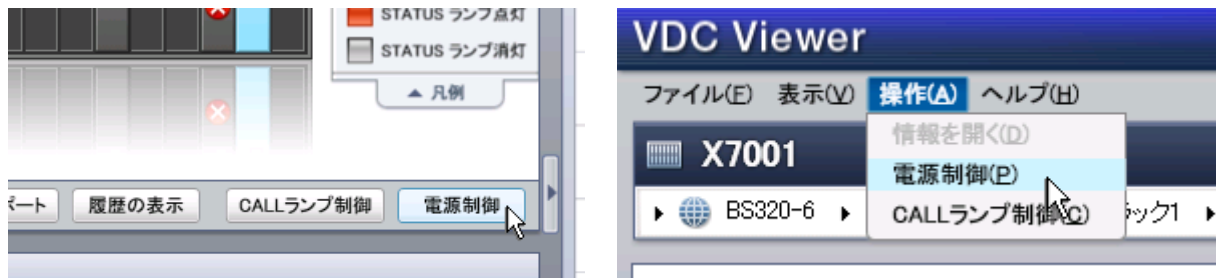 STATUS ランプ点灯
STATUS ランプ消灯
▲ 凡例
ポート
履歴の表示
CALLランプ制御
電源制御
VDC Viewer
ファイル(F) 表示(V) 操作(A) ヘルプ(H)
情報を開く(D)
X7001
電源制御(P)
BS320-6
CALLランプ制御(C)
ラック1